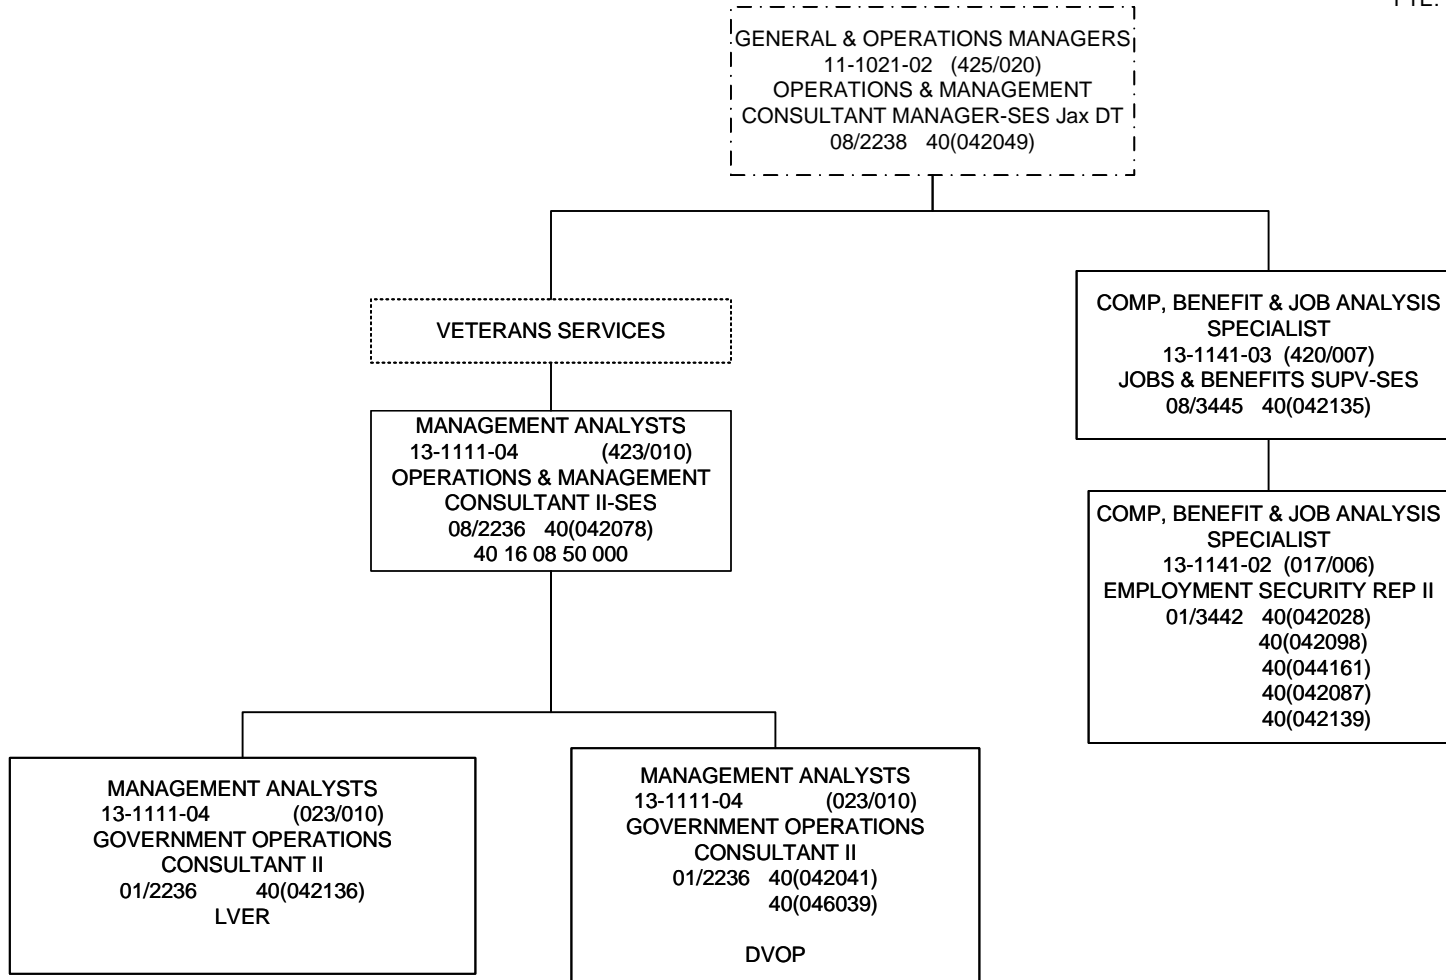 GENERAL & OPERATIONS MANAGERS
11-1021-02 (425/020)
OPERATIONS & MANAGEMENT
CONSULTANT MANAGER-SES Jax DT
08/2238 40(042049)
VETERANS SERVICES
MANAGEMENT ANALYSTS
13-1111-04 (423/010)
OPERATIONS & MANAGEMENT
CONSULTANT II-SES
08/2236 40(042078)
40 16 08 50 000
MANAGEMENT ANALYSTS
13-1111-04 (023/010)
GOVERNMENT OPERATIONS
CONSULTANT II
01/2236 40(042136)
LVER
MANAGEMENT ANALYSTS
13-1111-04 (023/010)
GOVERNMENT OPERATIONS
CONSULTANT II
01/2236 40(042041)
40(046039)
DVOP
COMP, BENEFIT & JOB ANALYSIS
SPECIALIST
13-1141-03 (420/007)
JOBS & BENEFITS SUPV-SES
08/3445 40(042135)
COMP, BENEFIT & JOB ANALYSIS
SPECIALIST
13-1141-02 (017/006)
EMPLOYMENT SECURITY REP II
01/3442 40(042028)
40(042098)
40(044161)
40(042087)
40(042139)